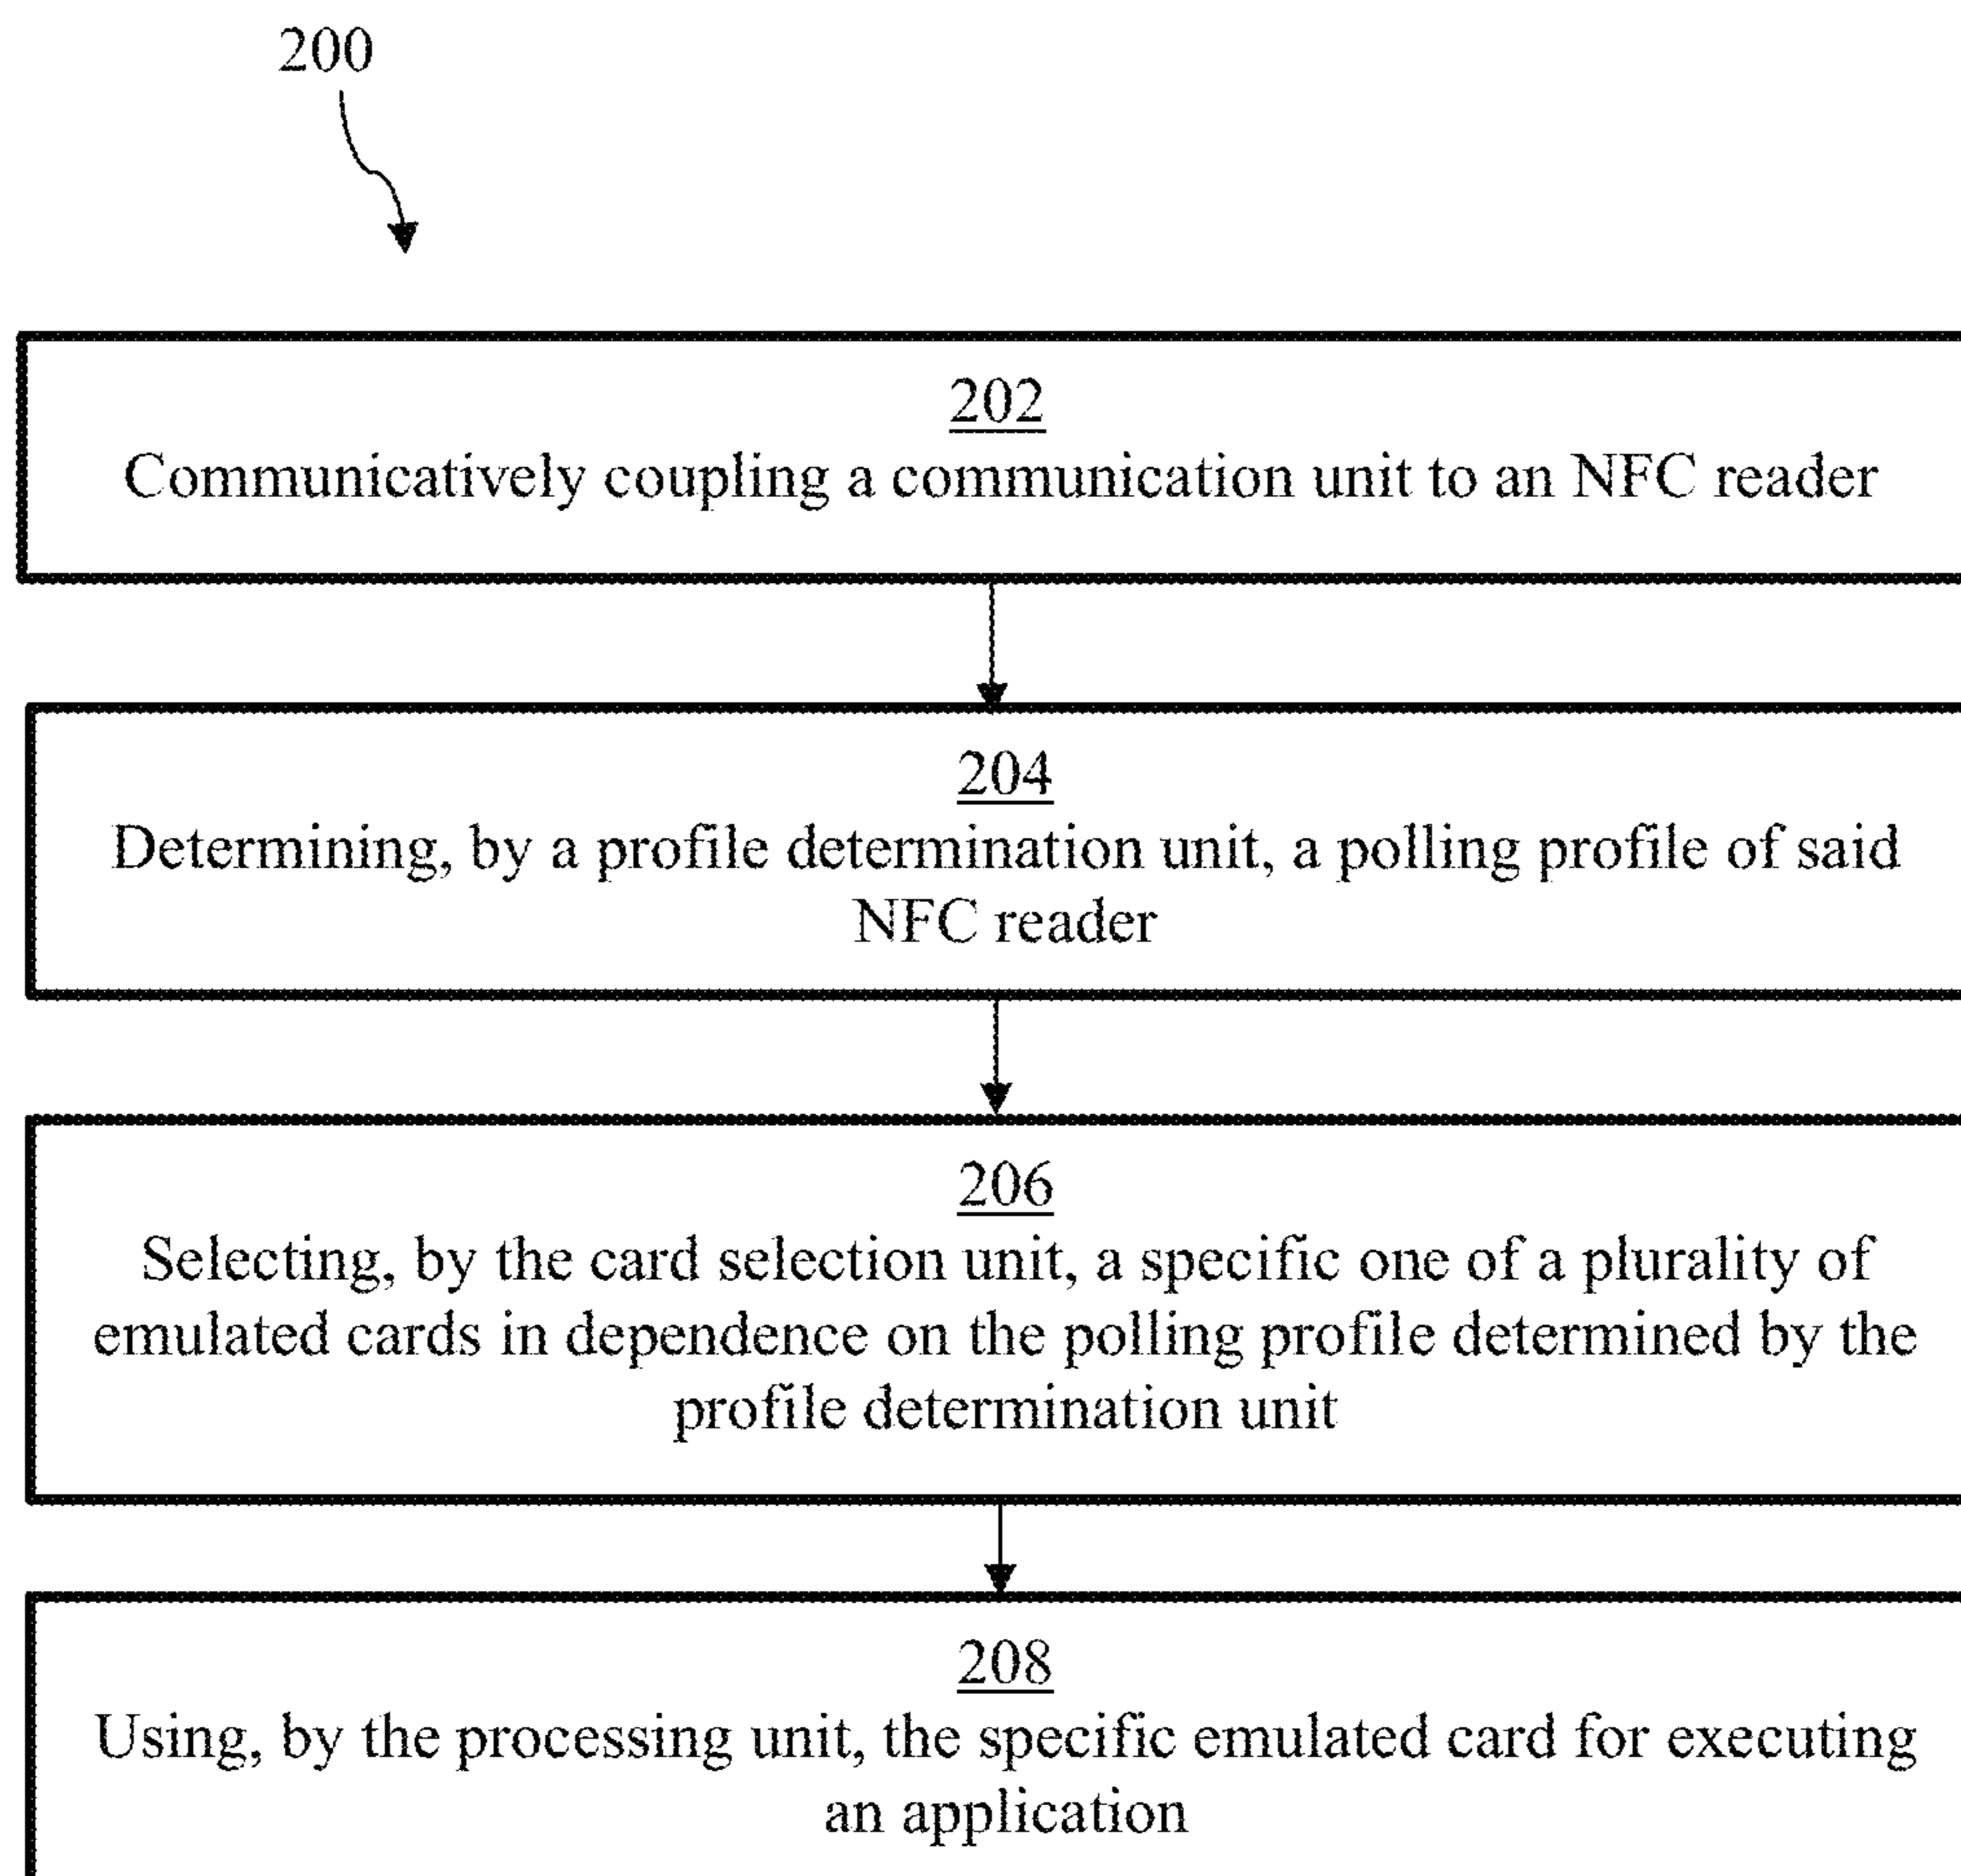 200
202
Communicatively coupling a communication unit to an NFC reader
204
Determining, by a profile determination unit, a polling profile of said
NFC reader
206
Selecting, by the card selection unit, a specific one of a plurality of
emulated cards in dependence on the polling profile determined by the
profile determination unit
208
Using, by the processing unit, the specific emulated card for executing
an application